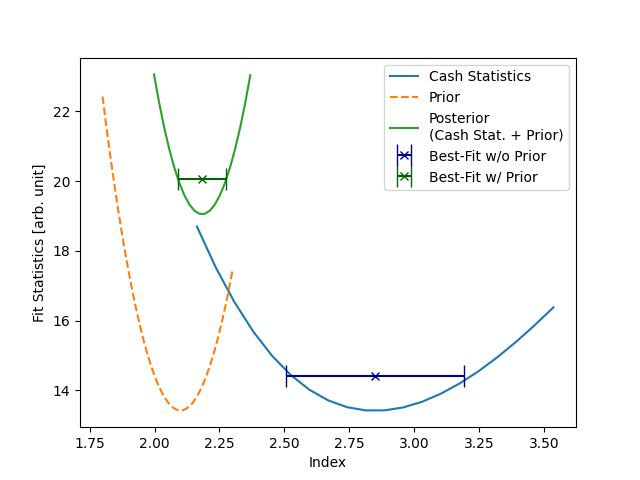 Cash Statistics
Prior
Posterior
(Cash Stat. + Prior)
Best-Fit w/o Prior
Best-Fit w/ Prior
Fit Statistics [arb. unit]
22
20
18
16
14
1.75
2.00
2.25
2.50
2.75
3.00
3.25
3.50
Index